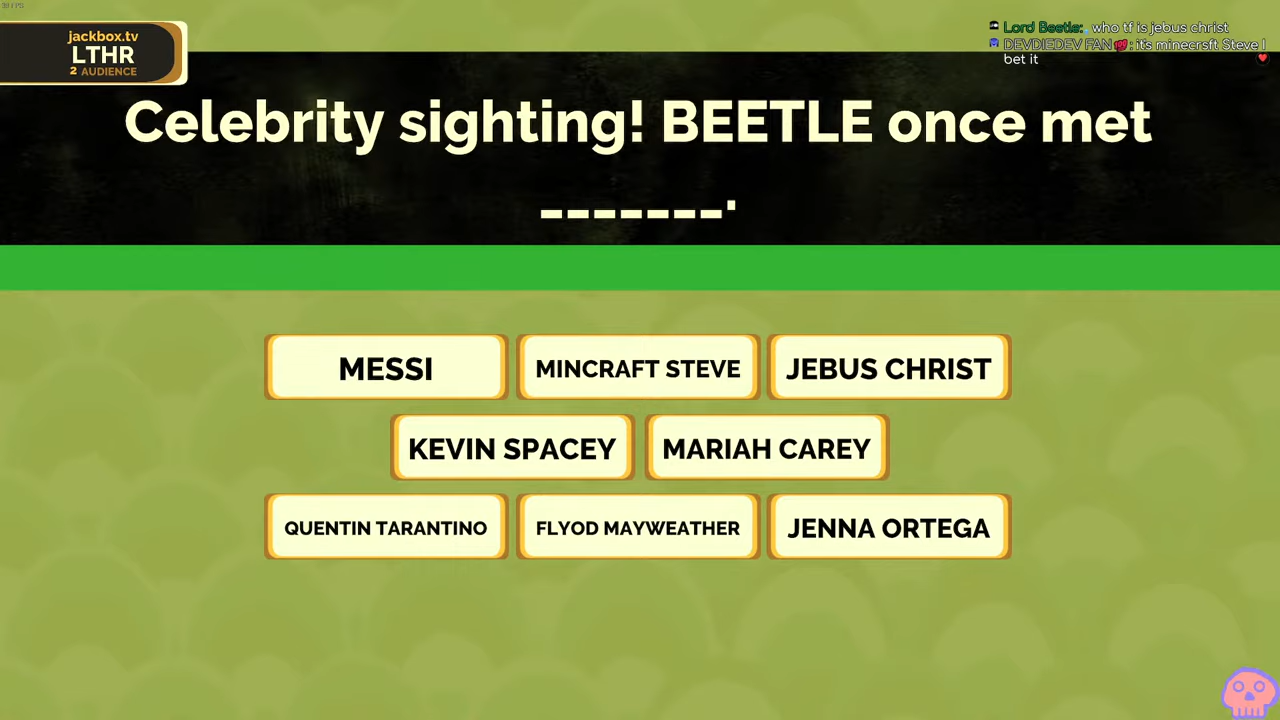 jackbox.tv
LTHR
2 AUDIENCE
Lord Beetle: who tf is jebus christ
DEVDIEDEV FAN💯: it's minecrsft Steve I
bet it
Celebrity sighting! BEETLE once met
_______.
MESSI
MINCRAFT STEVE
JEBUS CHRIST
KEVIN SPACEY
MARIAH CAREY
QUENTIN TARANTINO
FLYOD MAYWEATHER
JENNA ORTEGA